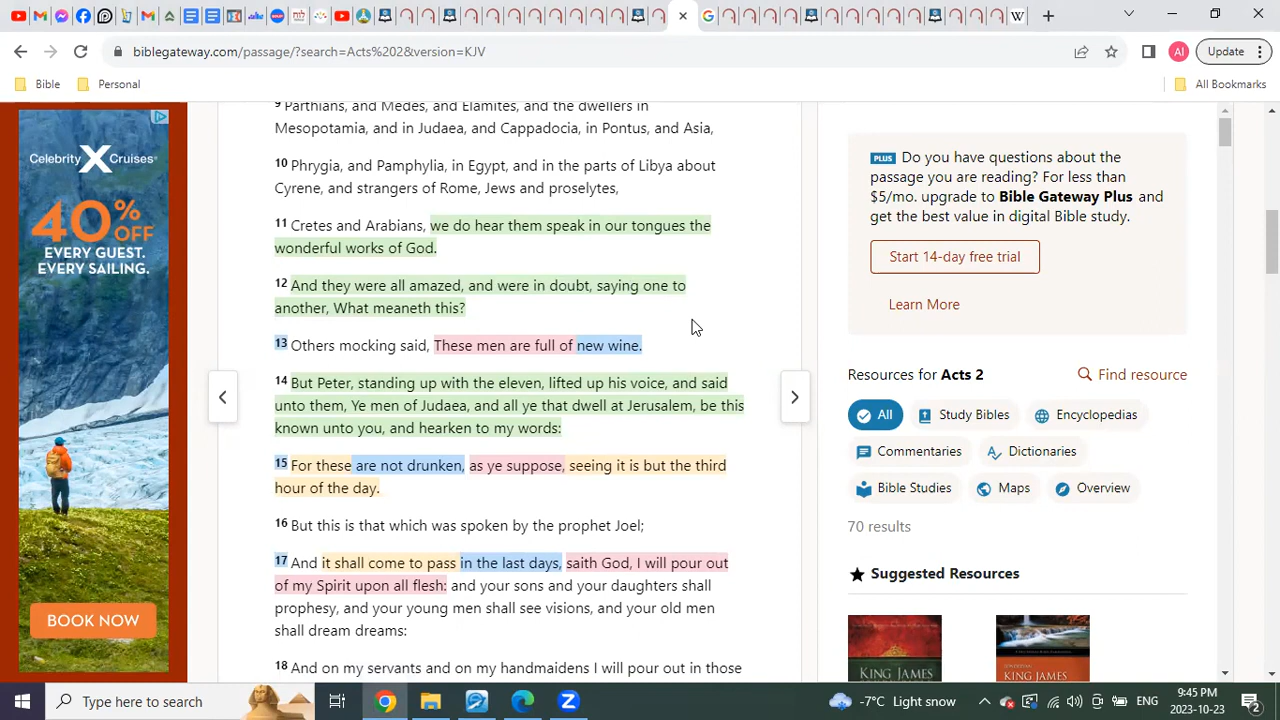 biblegateway.com/passage/?search=Acts%202&version=KJV
AI
Update
Bible
Personal
All Bookmarks
Celebrity X Cruises®
40% OFF
EVERY GUEST.
EVERY SAILING.
BOOK NOW
9 Parthians, and Medes, and Elamites, and the dwellers in
Mesopotamia, and in Judaea, and Cappadocia, in Pontus, and Asia,
10 Phrygia, and Pamphylia, in Egypt, and in the parts of Libya about
Cyrene, and strangers of Rome, Jews and proselytes,
11 Cretes and Arabians, we do hear them speak in our tongues the
wonderful works of God.
12 And they were all amazed, and were in doubt, saying one to
another, What meaneth this?
13 Others mocking said, These men are full of new wine.
14 But Peter, standing up with the eleven, lifted up his voice, and said
unto them, Ye men of Judaea, and all ye that dwell at Jerusalem, be this
known unto you, and hearken to my words:
15 For these are not drunken, as ye suppose, seeing it is but the third
hour of the day.
16 But this is that which was spoken by the prophet Joel;
17 And it shall come to pass in the last days, saith God, I will pour out
of my Spirit upon all flesh: and your sons and your daughters shall
prophesy, and your young men shall see visions, and your old men
shall dream dreams:
18 And on my servants and on my handmaidens I will pour out in those
PLUS Do you have questions about the
passage you are reading? For less than
$5/mo. upgrade to Bible Gateway Plus and
get the best value in digital Bible study.
Start 14-day free trial
Learn More
Resources for Acts 2
Find resource
All
Study Bibles
Encyclopedias
Commentaries
Dictionaries
Bible Studies
Maps
Overview
70 results
Suggested Resources
KING JAMES
KING JAMES
Type here to search
-7°C Light snow
ENG
9:45 PM
2023-10-23
2